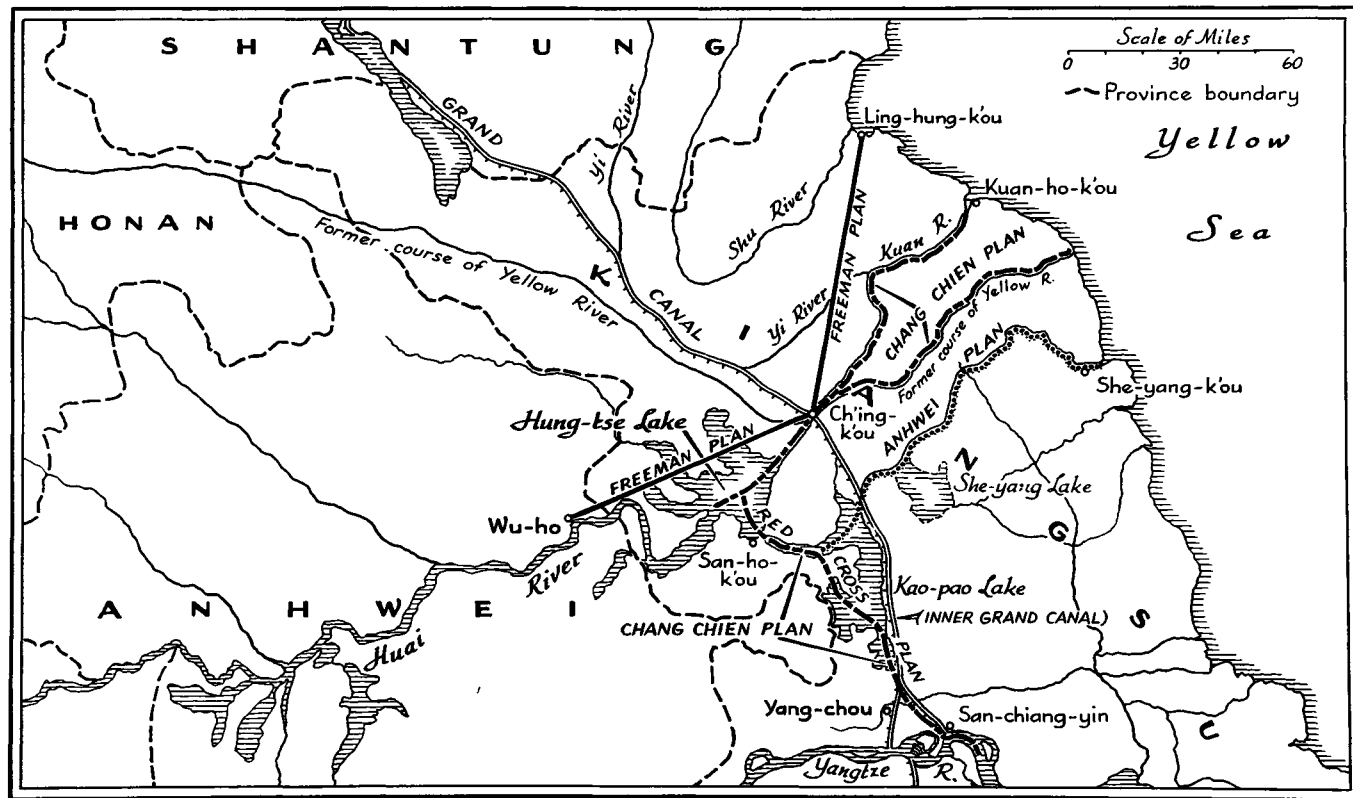 SHANTUNG
Scale of Miles
0 30 60
Province boundary
Yellow
Sea
GRAND
CANAL
Yi River
Ling-hung-k'ou
Kuan-ho-k'ou
HONAN
Former course of Yellow River
Shu River
FREEMAN PLAN
Kuan R.
CHANG CHIEN PLAN
Former course of Yellow R.
Yi River
KIANGSU
ANHWEI PLAN
She-yang-k'ou
Ch'ing-
k'ou
Hung-tse Lake
FREEMAN PLAN
She-yang Lake
Wu-ho
RED CROSS PLAN
San-ho-
k'ou
River
Kao-pao Lake
(INNER GRAND CANAL)
ANHWEI
CHANG CHIEN PLAN
Huai
Yang-chou
San-chiang-yin
Yangtze R.